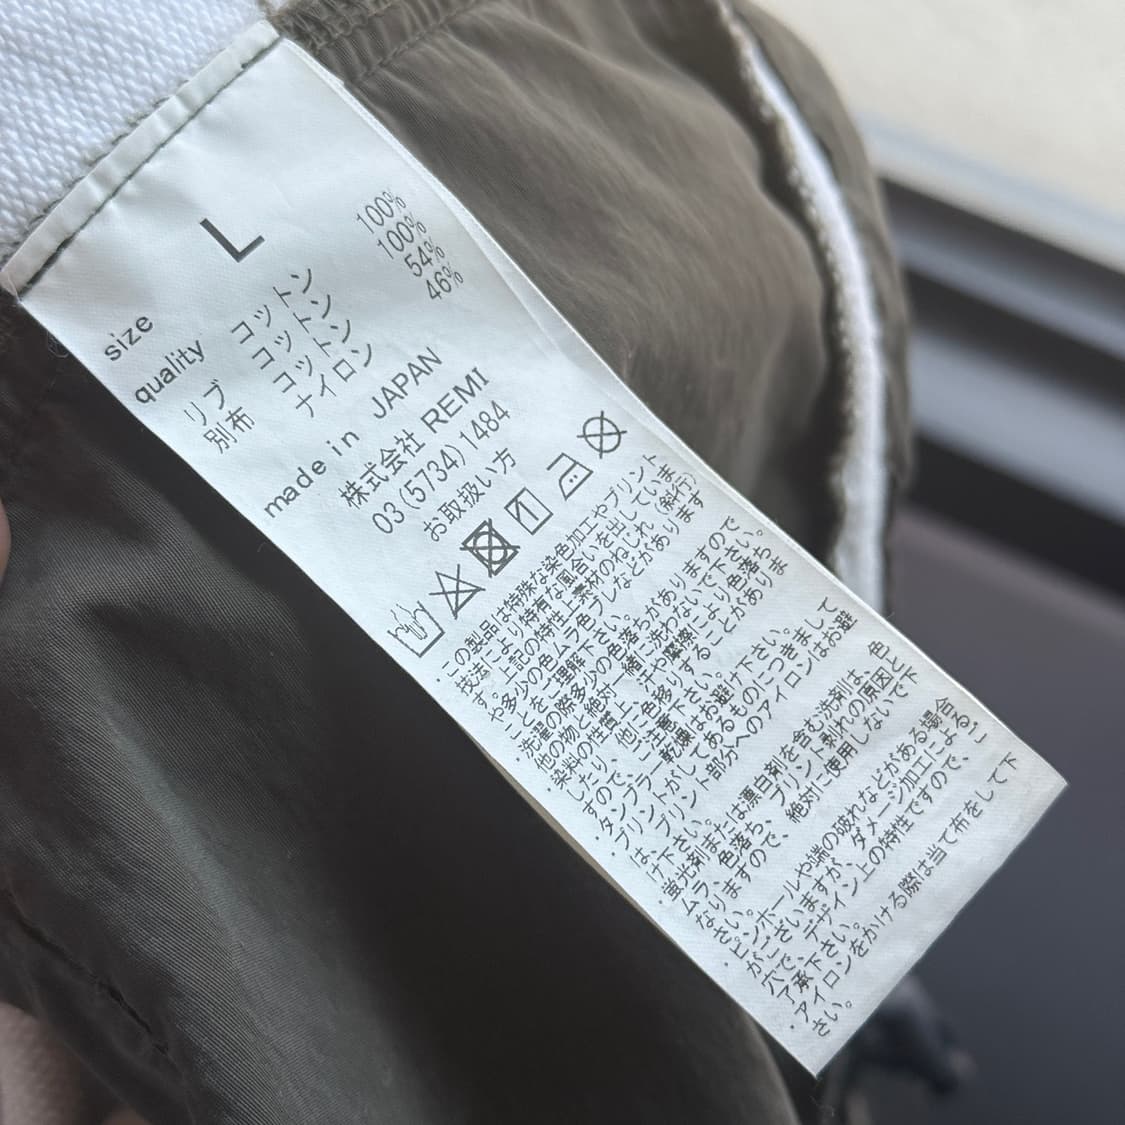 size L
quality コットン 100%
リブ コットン 100%
別布 コットン 54%
ナイロン 46%
made in JAPAN
株式会社 REMI
03(5734)1484
お取扱い方
・この製品は特殊な染色加工やプリント
技法により特有な風合いを出していま
す。上記の特性上素材のねじれ（斜行）
や多少の色ムラ色ブレなどがあります
ことをご理解下さい。
・洗濯の際多少の色落ちがありますので
他の物と絶対一緒に洗わないで下さい。
・染料の性質上、汗や摩擦により色落ち
したり、他に色移りすることがありま
すので、ご注意下さい。
・タンブラー乾燥はお避け下さい。
・プリントがしてあるものにつきまして
は、プリント部分へのアイロンはお避
け下さい。
・蛍光剤または漂白剤を含む洗剤は、色
ムラ、色落ち、プリント剥れの原因と
なりますので、絶対に使用しないで下
さい。
・ピンホールや端の破れなどがある場合
がございますが、ダメージ加工によるこ
穴で、デザイン上の特性ですので、ご
了承下さい。
・アイロンをかける際は当て布をして下
さい。